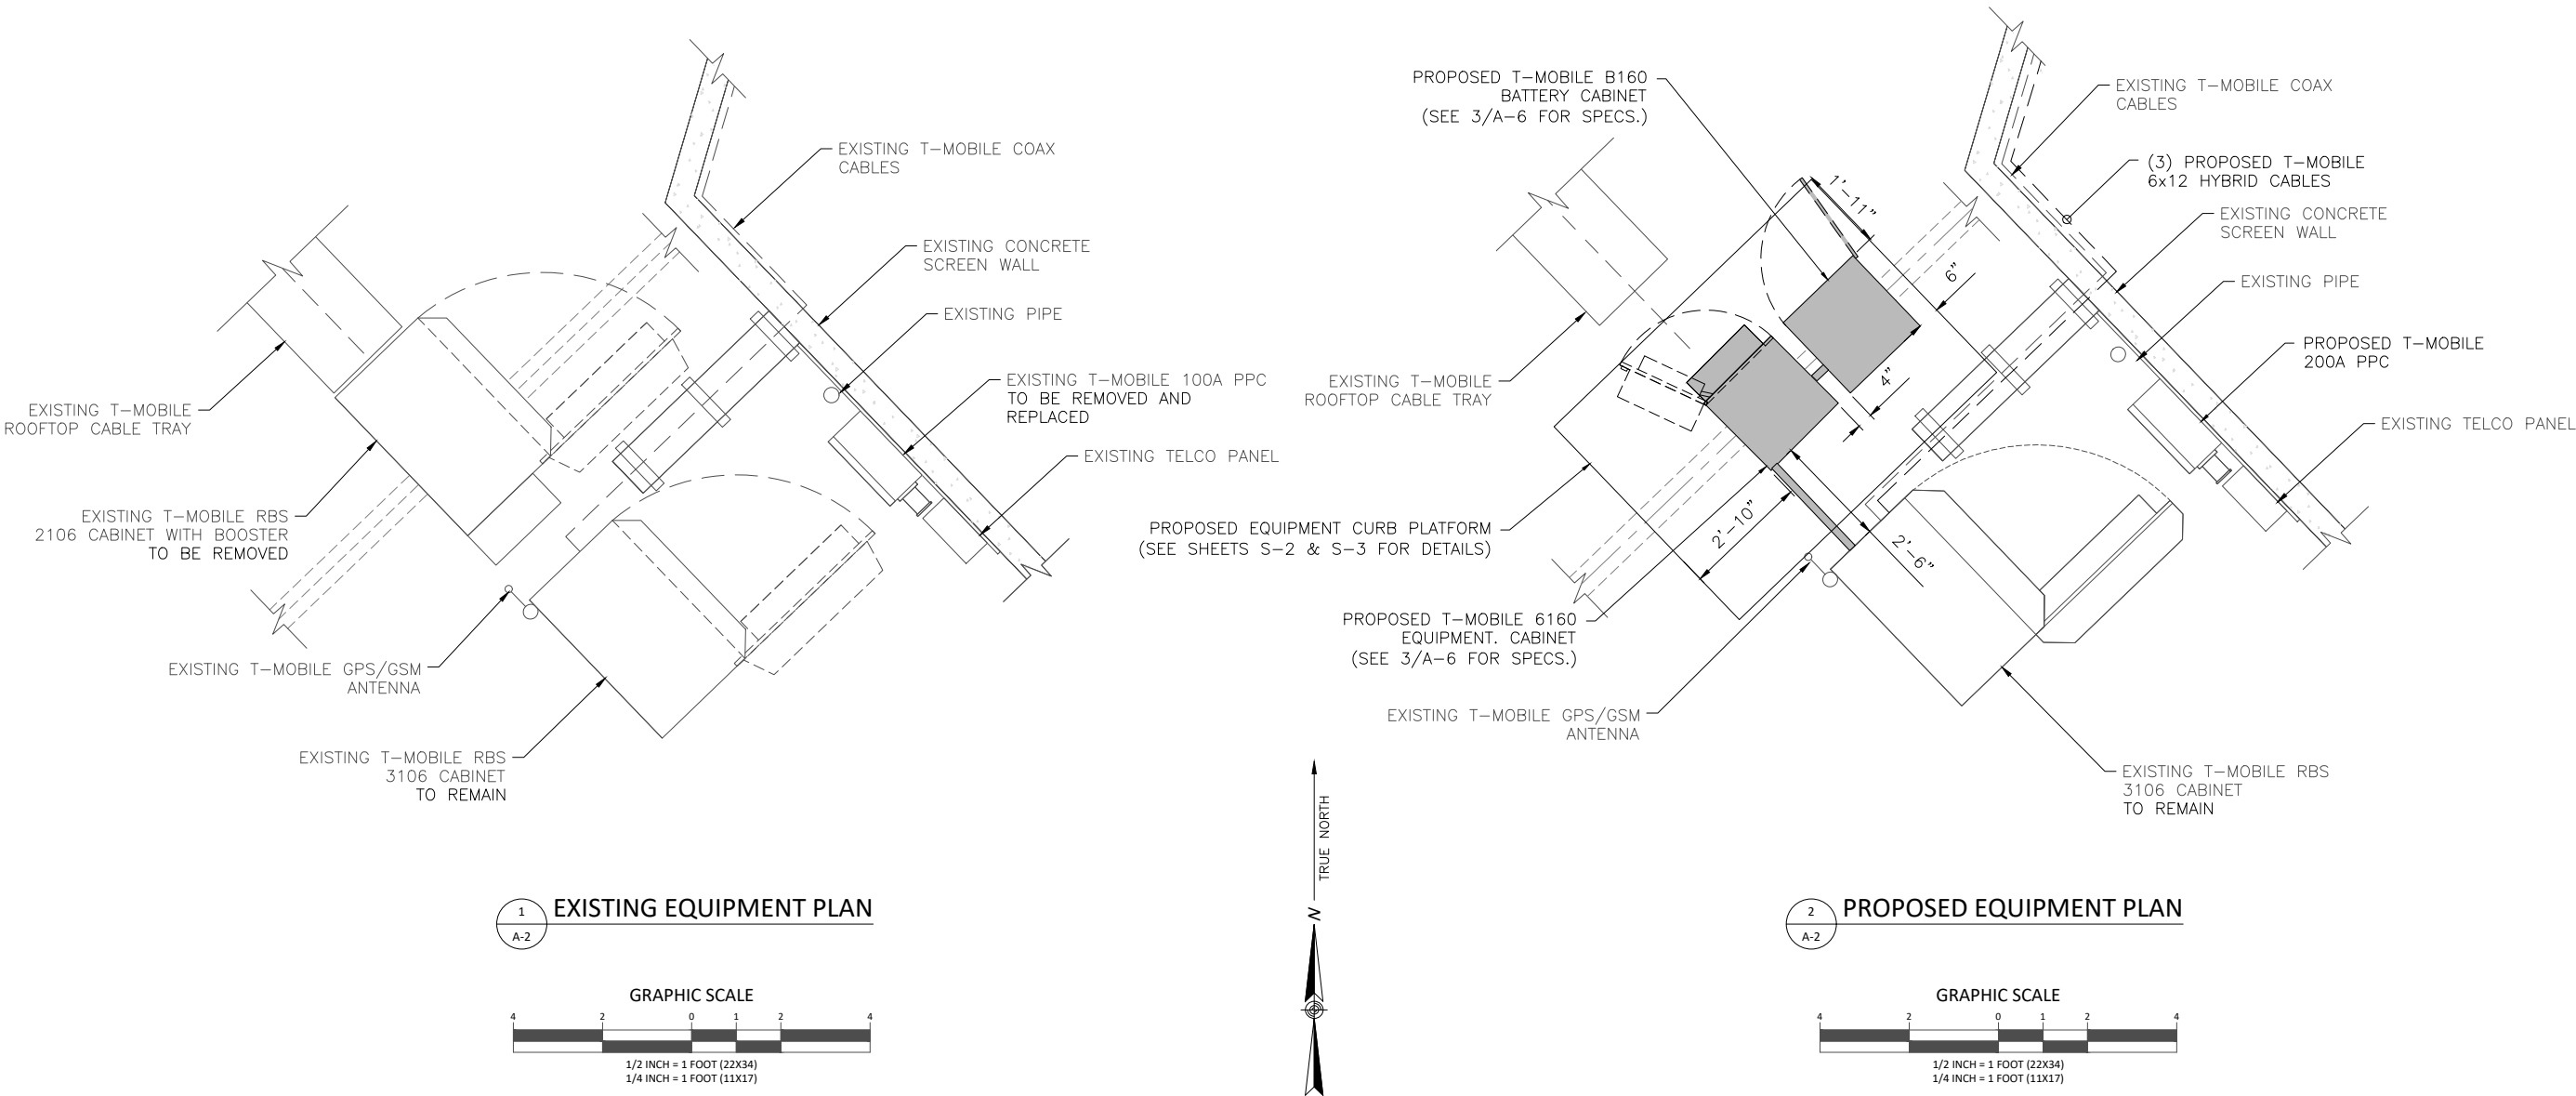 EXISTING T-MOBILE COAX
CABLES
EXISTING CONCRETE
SCREEN WALL
EXISTING PIPE
EXISTING T-MOBILE 100A PPC
TO BE REMOVED AND
REPLACED
EXISTING TELCO PANEL
EXISTING T-MOBILE
ROOFTOP CABLE TRAY
EXISTING T-MOBILE RBS
2106 CABINET WITH BOOSTER
TO BE REMOVED
EXISTING T-MOBILE GPS/GSM
ANTENNA
EXISTING T-MOBILE RBS
3106 CABINET
TO REMAIN
1
A-2
EXISTING EQUIPMENT PLAN
GRAPHIC SCALE
4 2 0 1 2 4
1/2 INCH = 1 FOOT (22X34)
1/4 INCH = 1 FOOT (11X17)
TRUE NORTH
N
PROPOSED T-MOBILE B160
BATTERY CABINET
(SEE 3/A-6 FOR SPECS.)
EXISTING T-MOBILE COAX
CABLES
(3) PROPOSED T-MOBILE
6x12 HYBRID CABLES
EXISTING CONCRETE
SCREEN WALL
EXISTING PIPE
PROPOSED T-MOBILE
200A PPC
EXISTING TELCO PANEL
1'-11"
6"
4"
2'-10"
2'-6"
EXISTING T-MOBILE
ROOFTOP CABLE TRAY
PROPOSED EQUIPMENT CURB PLATFORM
(SEE SHEETS S-2 & S-3 FOR DETAILS)
PROPOSED T-MOBILE 6160
EQUIPMENT. CABINET
(SEE 3/A-6 FOR SPECS.)
EXISTING T-MOBILE GPS/GSM
ANTENNA
EXISTING T-MOBILE RBS
3106 CABINET
TO REMAIN
2
A-2
PROPOSED EQUIPMENT PLAN
GRAPHIC SCALE
4 2 0 1 2 4
1/2 INCH = 1 FOOT (22X34)
1/4 INCH = 1 FOOT (11X17)